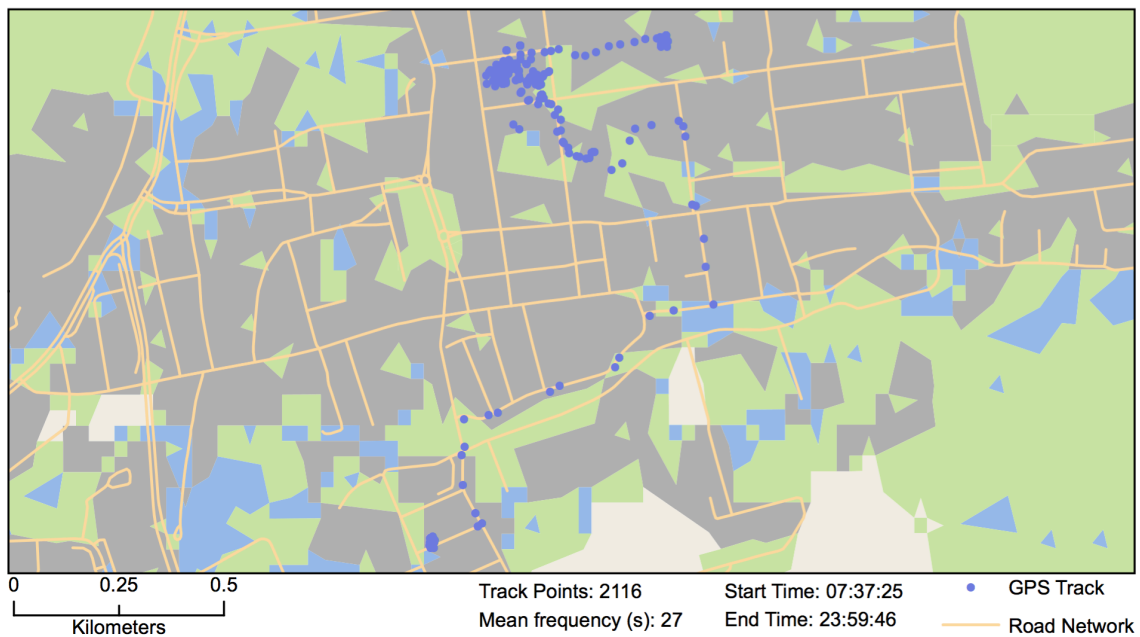 0 0.25 0.5
Kilometers
Track Points: 2116
Mean frequency (s): 27
Start Time: 07:37:25
End Time: 23:59:46
GPS Track
Road Network